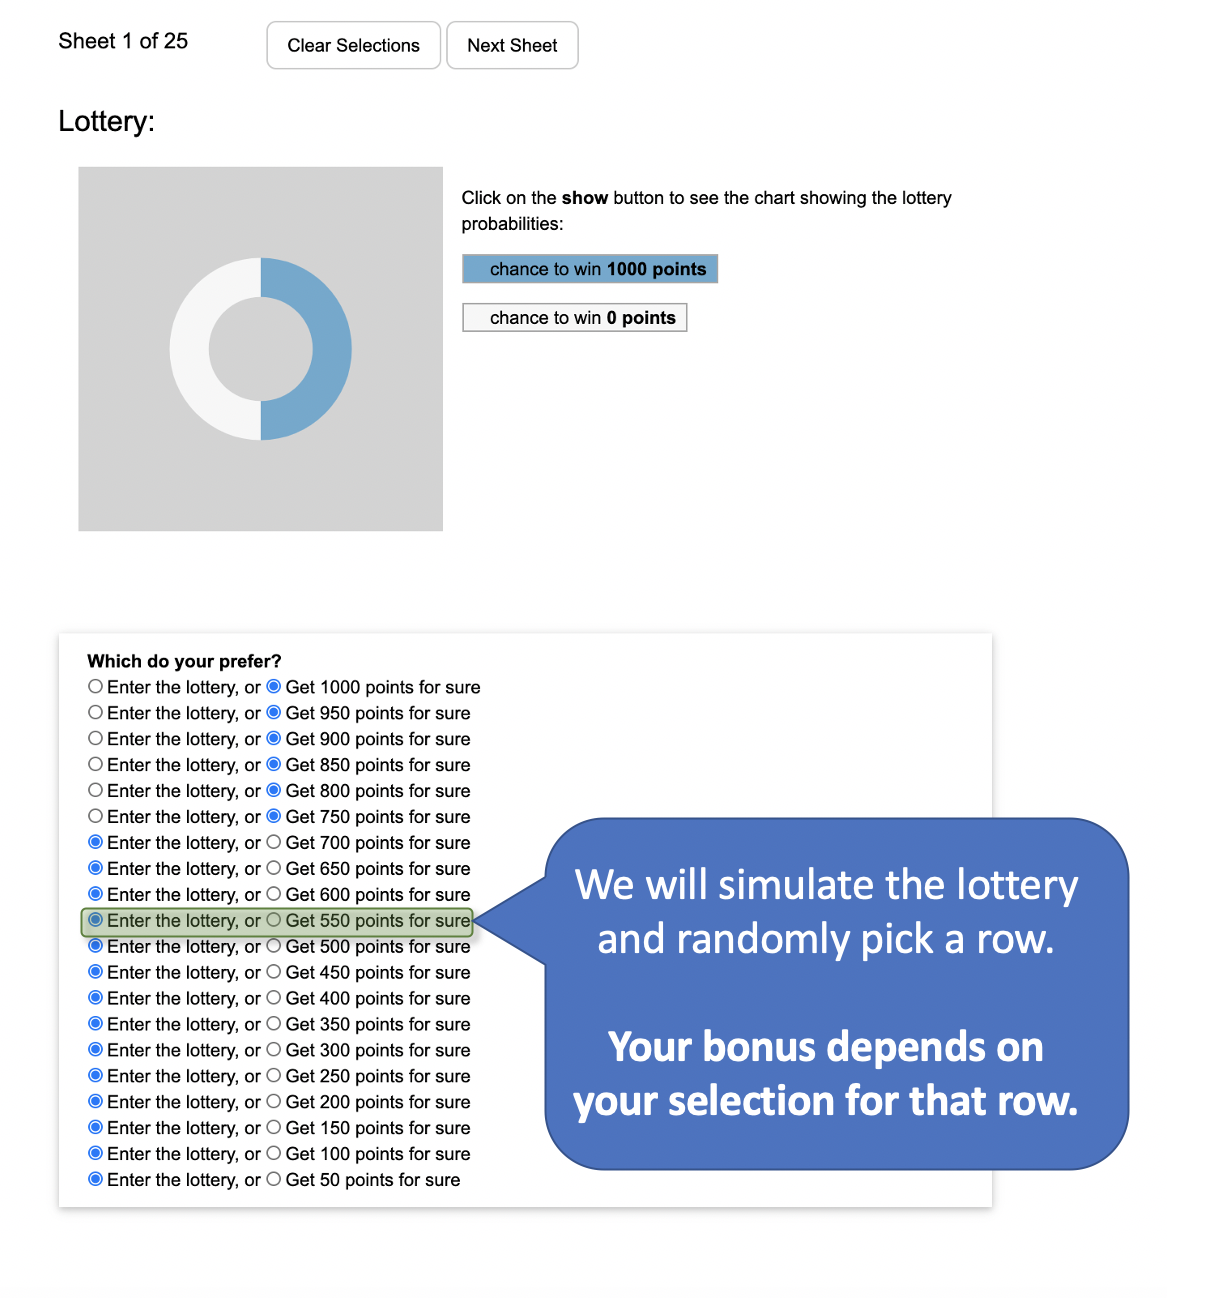 Sheet 1 of 25
Clear Selections
Next Sheet
Lottery:
Click on the show button to see the chart showing the lottery
probabilities:
chance to win 1000 points
chance to win 0 points
Which do your prefer?
Enter the lottery, or Get 1000 points for sure
Enter the lottery, or Get 950 points for sure
Enter the lottery, or Get 900 points for sure
Enter the lottery, or Get 850 points for sure
Enter the lottery, or Get 800 points for sure
Enter the lottery, or Get 750 points for sure
Enter the lottery, or Get 700 points for sure
Enter the lottery, or Get 650 points for sure
Enter the lottery, or Get 600 points for sure
Enter the lottery, or Get 550 points for sure
Enter the lottery, or Get 500 points for sure
Enter the lottery, or Get 450 points for sure
Enter the lottery, or Get 400 points for sure
Enter the lottery, or Get 350 points for sure
Enter the lottery, or Get 300 points for sure
Enter the lottery, or Get 250 points for sure
Enter the lottery, or Get 200 points for sure
Enter the lottery, or Get 150 points for sure
Enter the lottery, or Get 100 points for sure
Enter the lottery, or Get 50 points for sure
We will simulate the lottery
and randomly pick a row.
Your bonus depends on
your selection for that row.